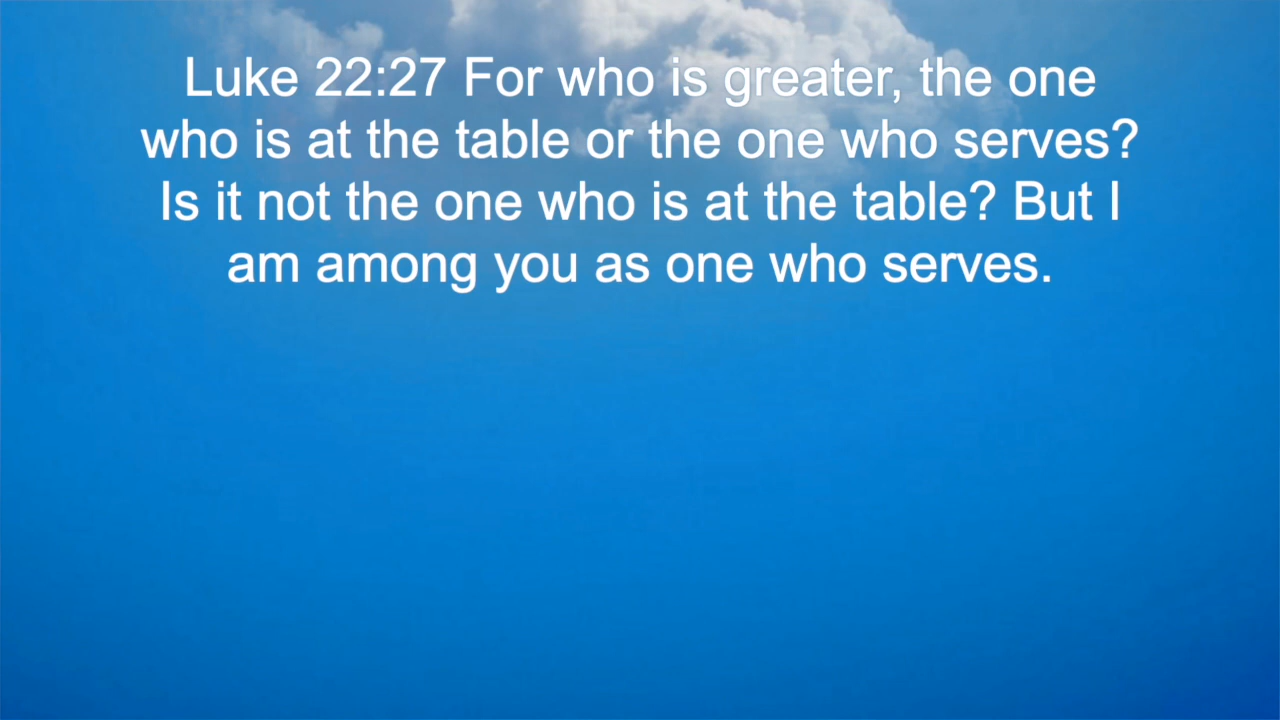 Luke 22:27 For who is greater, the one
who is at the table or the one who serves?
Is it not the one who is at the table? But I
am among you as one who serves.